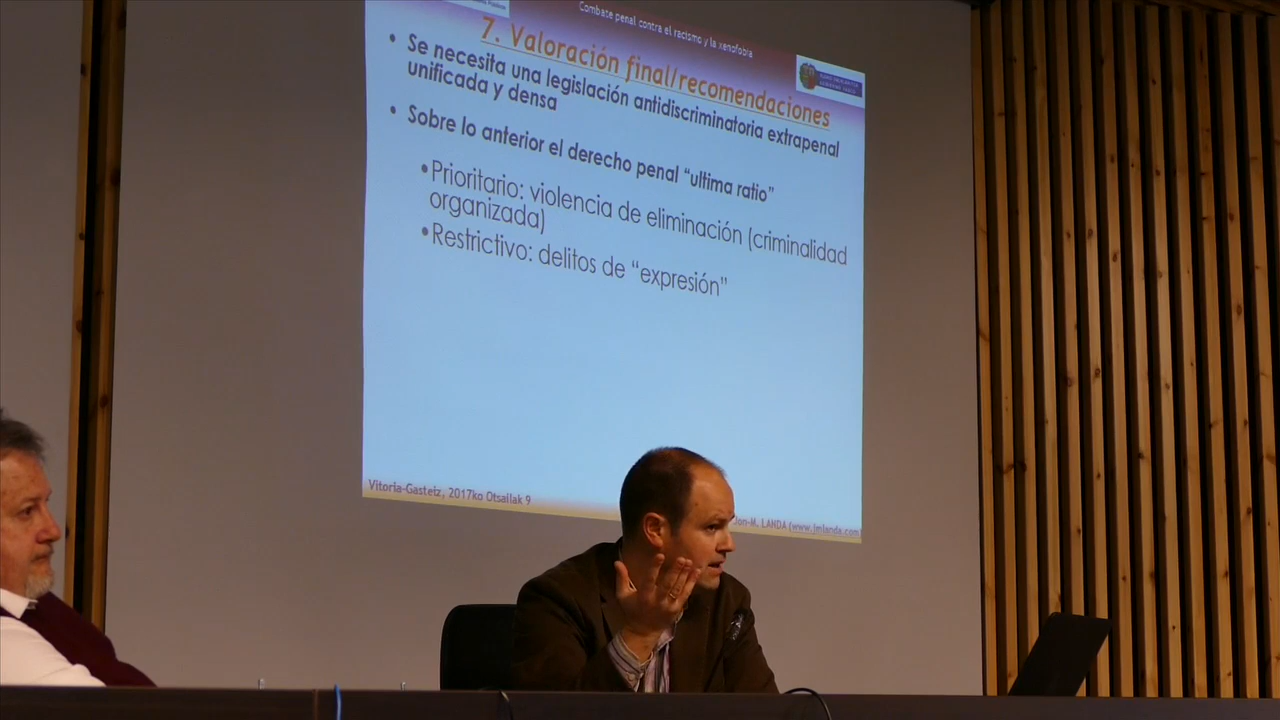 Combate penal contra el racismo y la xenofobia
7. Valoración final/recomendaciones
• Se necesita una legislación antidiscriminatoria extrapenal
unificada y densa
• Sobre lo anterior el derecho penal “ultima ratio”
•Prioritario: violencia de eliminación (criminalidad
organizada)
•Restrictivo: delitos de “expresión”
Vitoria-Gasteiz, 2017ko Otsailak 9
Jon-M. LANDA (www.jmlanda.com)